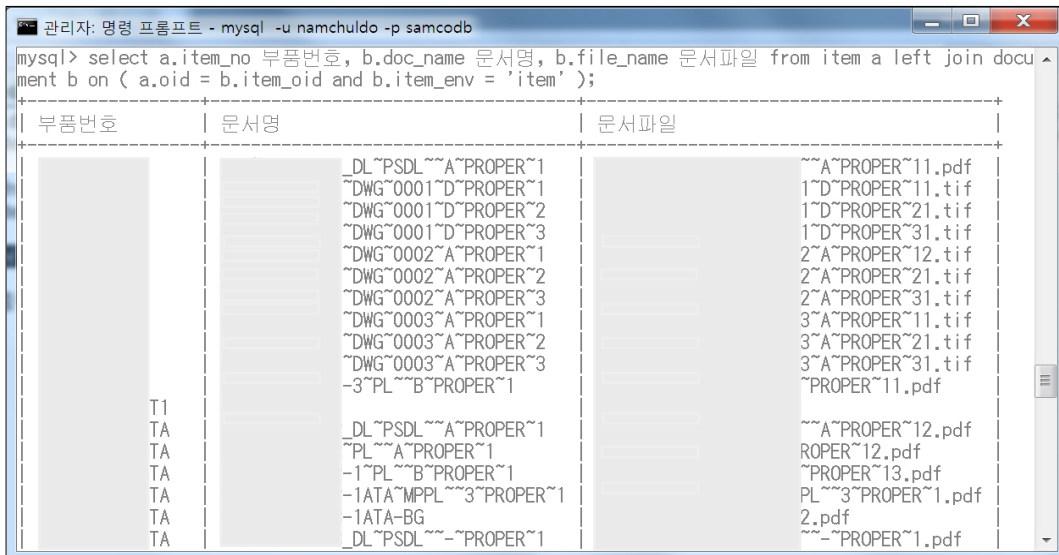 관리자: 명령 프롬프트 - mysql -u namchuldo -p samcodb
mysql> select a.item_no 부품번호, b.doc_name 문서명, b.file_name 문서파일 from item a left join docu
ment b on ( a.oid = b.item_oid and b.item_env = 'item' );
부품번호 | 문서명 | 문서파일
_DL~PSDL~~A~PROPER~1 | ~~A~PROPER~11.pdf
~DWG~0001~D~PROPER~1 | 1~D~PROPER~11.tif
~DWG~0001~D~PROPER~2 | 1~D~PROPER~21.tif
~DWG~0001~D~PROPER~3 | 1~D~PROPER~31.tif
~DWG~0002~A~PROPER~1 | 2~A~PROPER~12.tif
~DWG~0002~A~PROPER~2 | 2~A~PROPER~21.tif
~DWG~0002~A~PROPER~3 | 2~A~PROPER~31.tif
~DWG~0003~A~PROPER~1 | 3~A~PROPER~11.tif
~DWG~0003~A~PROPER~2 | 3~A~PROPER~21.tif
~DWG~0003~A~PROPER~3 | 3~A~PROPER~31.tif
-3~PL~~B~PROPER~1 | ~PROPER~11.pdf
T1
TA | _DL~PSDL~~A~PROPER~1 | ~~A~PROPER~12.pdf
TA | ~PL~~A~PROPER~1 | ROPER~12.pdf
TA | -1~PL~~B~PROPER~1 | ~PROPER~13.pdf
TA | -1ATA~MPPL~~3~PROPER~1 | PL~~3~PROPER~1.pdf
TA | -1ATA-BG | 2.pdf
TA | _DL~PSDL~~-~PROPER~1 | ~~-~PROPER~1.pdf